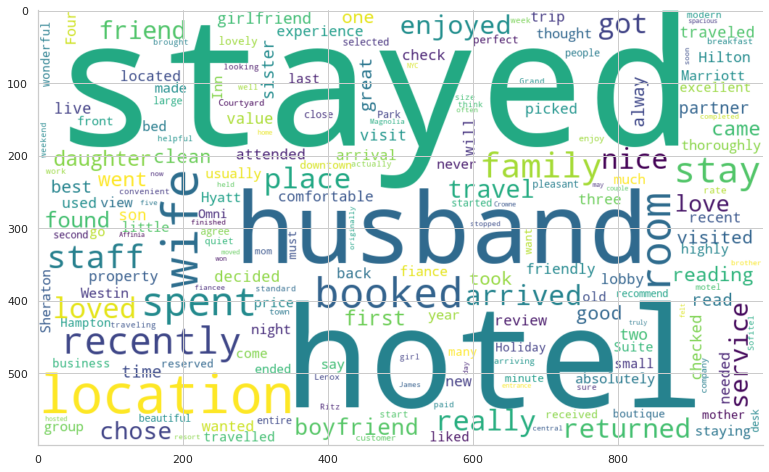 0
100
200
300
400
500
0
200
400
600
800
stayed
husband
hotel
location
wife
family
stay
booked
spent
recently
room
staff
loved
place
travel
nice
arrived
service
really
returned
boyfriend
chose
found
love
enjoyed
friend
got
daughter
clean
girlfriend
experience
one
trip
thought
traveled
modern
spacious
breakfast
Hilton
Marriott
excellent
partner
came
thoroughly
wonderful
Four
brought
lovely
selected
check
perfect
people
week
soon
located
looking
sister
last
great
Grand
made
large
Inn
well
nc
size
think
often
picked
alway
live
Courtyard
close
Park
Magnolia
will
front
bed
value
home
visit
completed
helpful
weekend
attended
downtown
arrival
actually
never
enjoy
work
went
now
usually
held
comfortable
started
Crowne
pleasant
may
couple
much
rate
best
convenient
Hyatt
three
used
view
five
son
Omni
finished
originally
stopped
want
recent
second
Affinia
little
go
agree
quiet
must
visited
moved
won
mom
highly
brother
property
decided
back
fiance
took
friendly
lobby
reading
Sheraton
Westin
fiancee
standard
price
old
recommend
motel
read
Hampton
traveling
town
first
year
review
good
felt
truly
checked
needed
Sofitel
night
two
business
time
reserved
come
ended
say
girl
many
day
Holiday
arriving
Suite
small
company
Lenox
James
new
minute
absolutely
sure
hosted
beautiful
entire
Ritz
paid
mother
group
resort
wanted
travelled
start
customer
liked
central
received
boutique
staying
desk